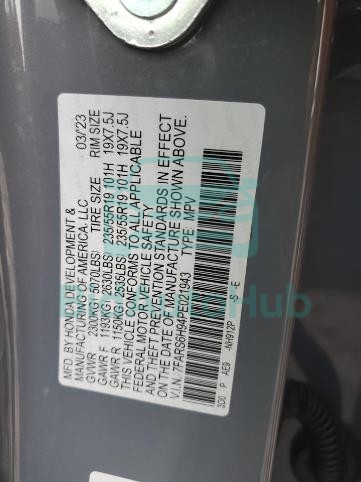 MFD. BY HONDA DEVELOPMENT & 03/23
MANUFACTURING OF AMERICA, LLC
GVWR 2300KG( 5070LBS) TIRE SIZE RIM SIZE
GAWR F 1193KG( 2630LBS) 235/55R19 101H 19X7.5J
GAWR R 1150KG( 2535LBS) 235/55R19 101H 19X7.5J
THIS VEHICLE CONFORMS TO ALL APPLICABLE
FEDERAL MOTOR VEHICLE SAFETY
AND THEFT PREVENTION STANDARDS IN EFFECT
ON THE DATE OF MANUFACTURE SHOWN ABOVE.
V.I.N.: 7FARS6H94PE021943 TYPE: MPV
3D0 P AE9 -NH912P -S -E